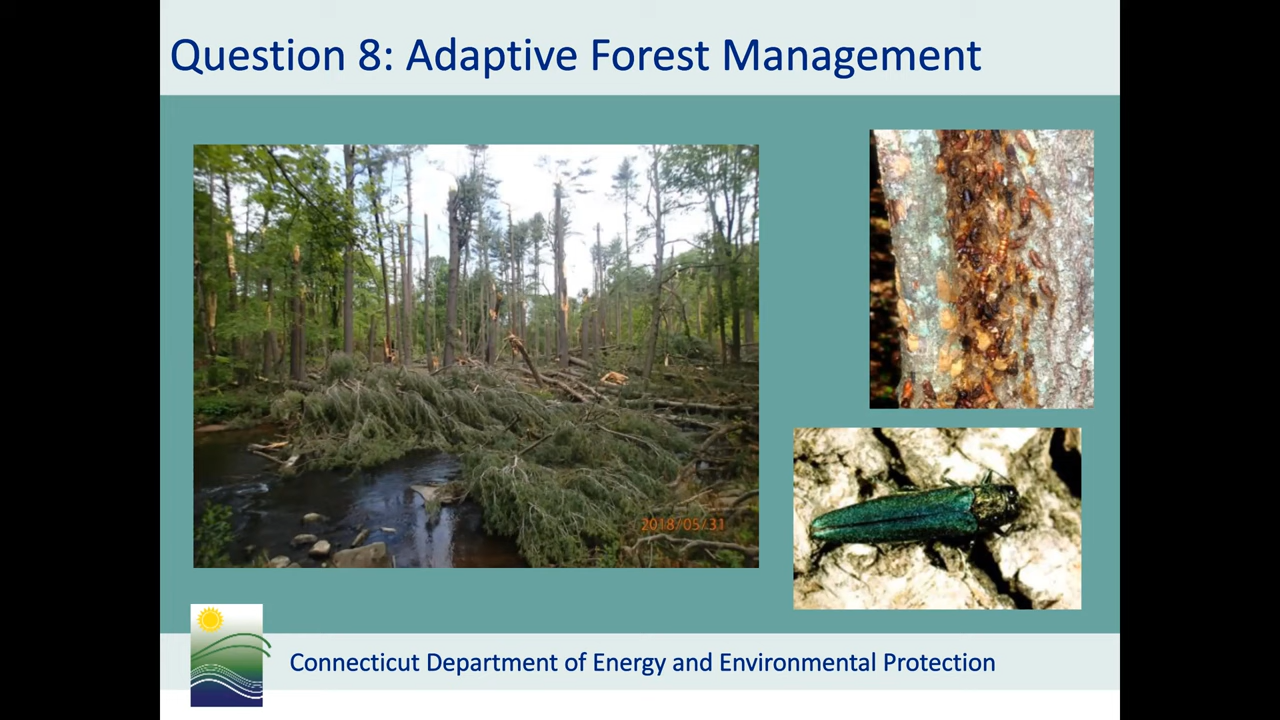 Question 8: Adaptive Forest Management
2018/05/31
Connecticut Department of Energy and Environmental Protection